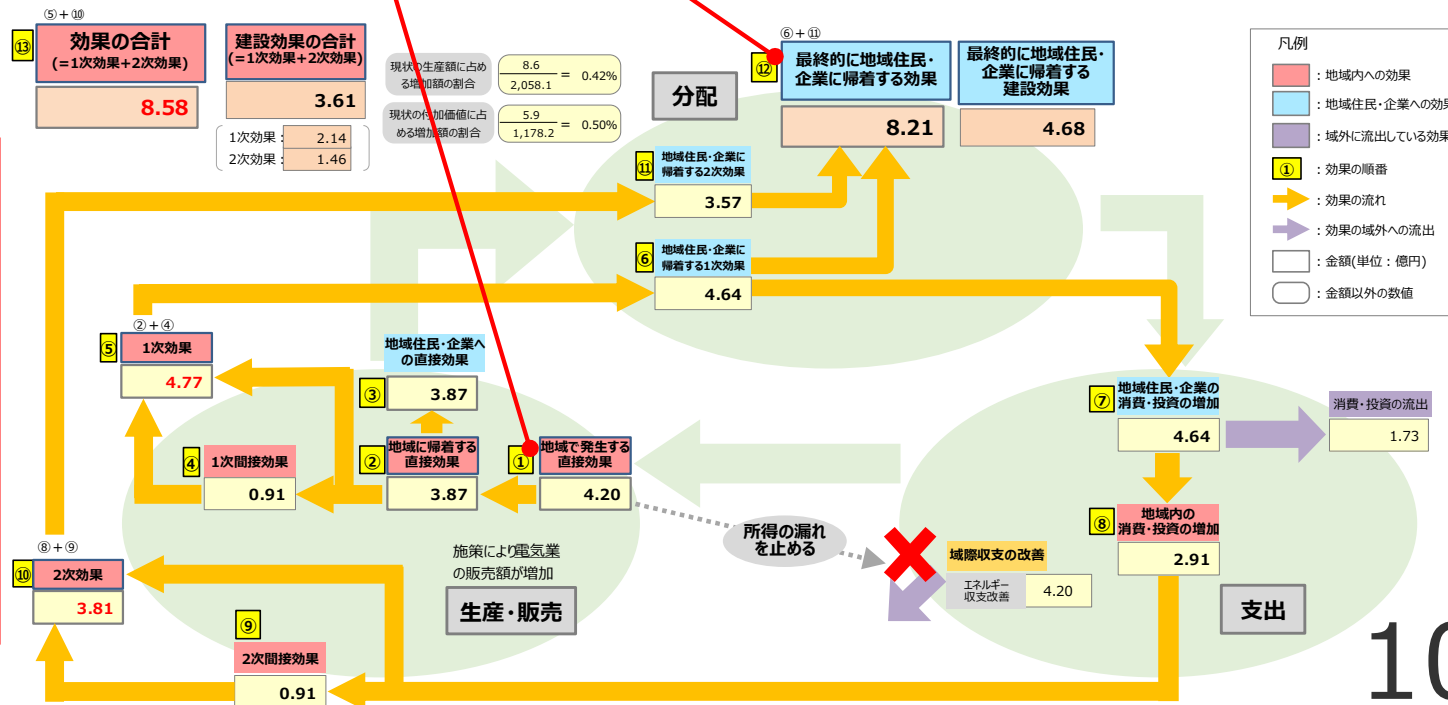 ⑤+⑩
⑬
効果の合計
(=1次効果+2次効果)
8.58
建設効果の合計
(=1次効果+2次効果)
3.61
1次効果: 2.14
2次効果: 1.46
現状の生産額に占め
る増加額の割合
8.6
2,058.1
= 0.42%
現状の付加価値に占
める増加額の割合
5.9
1,178.2
= 0.50%
分配
⑥+⑪
⑫
最終的に地域住民・
企業に帰着する効果
8.21
最終的に地域住民・
企業に帰着する
建設効果
4.68
凡例
:地域内への効果
:地域住民・企業への効果
:域外に流出している効果
① :効果の順番
:効果の流れ
:効果の域外への流出
:金額(単位:億円)
:金額以外の数値
⑪
地域住民・企業に
帰着する2次効果
3.57
⑥
地域住民・企業に
帰着する1次効果
4.64
②+④
⑤
1次効果
4.77
地域住民・企業へ
の直接効果
③
3.87
④
1次間接効果
0.91
②
地域に帰着する
直接効果
3.87
①
地域で発生する
直接効果
4.20
⑦
地域住民・企業の
消費・投資の増加
4.64
消費・投資の流出
1.73
⑧
地域内の
消費・投資の増加
2.91
所得の漏れ
を止める
域際収支の改善
エネルギー
収支改善
4.20
施策により電気業
の販売額が増加
生産・販売
支出
⑧+⑨
⑩
2次効果
3.81
⑨
2次間接効果
0.91
10